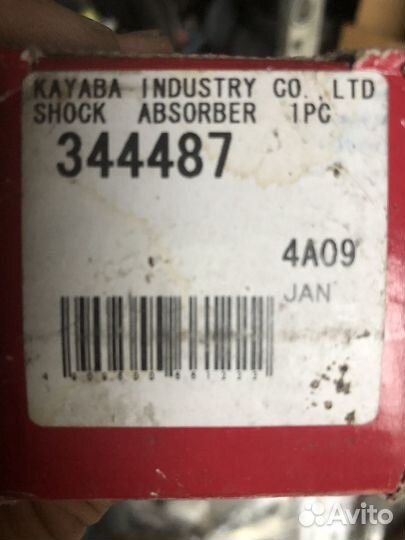 KAYABA INDUSTRY CO. LTD
SHOCK ABSORBER 1PC
344487
4A09
JAN
Avito